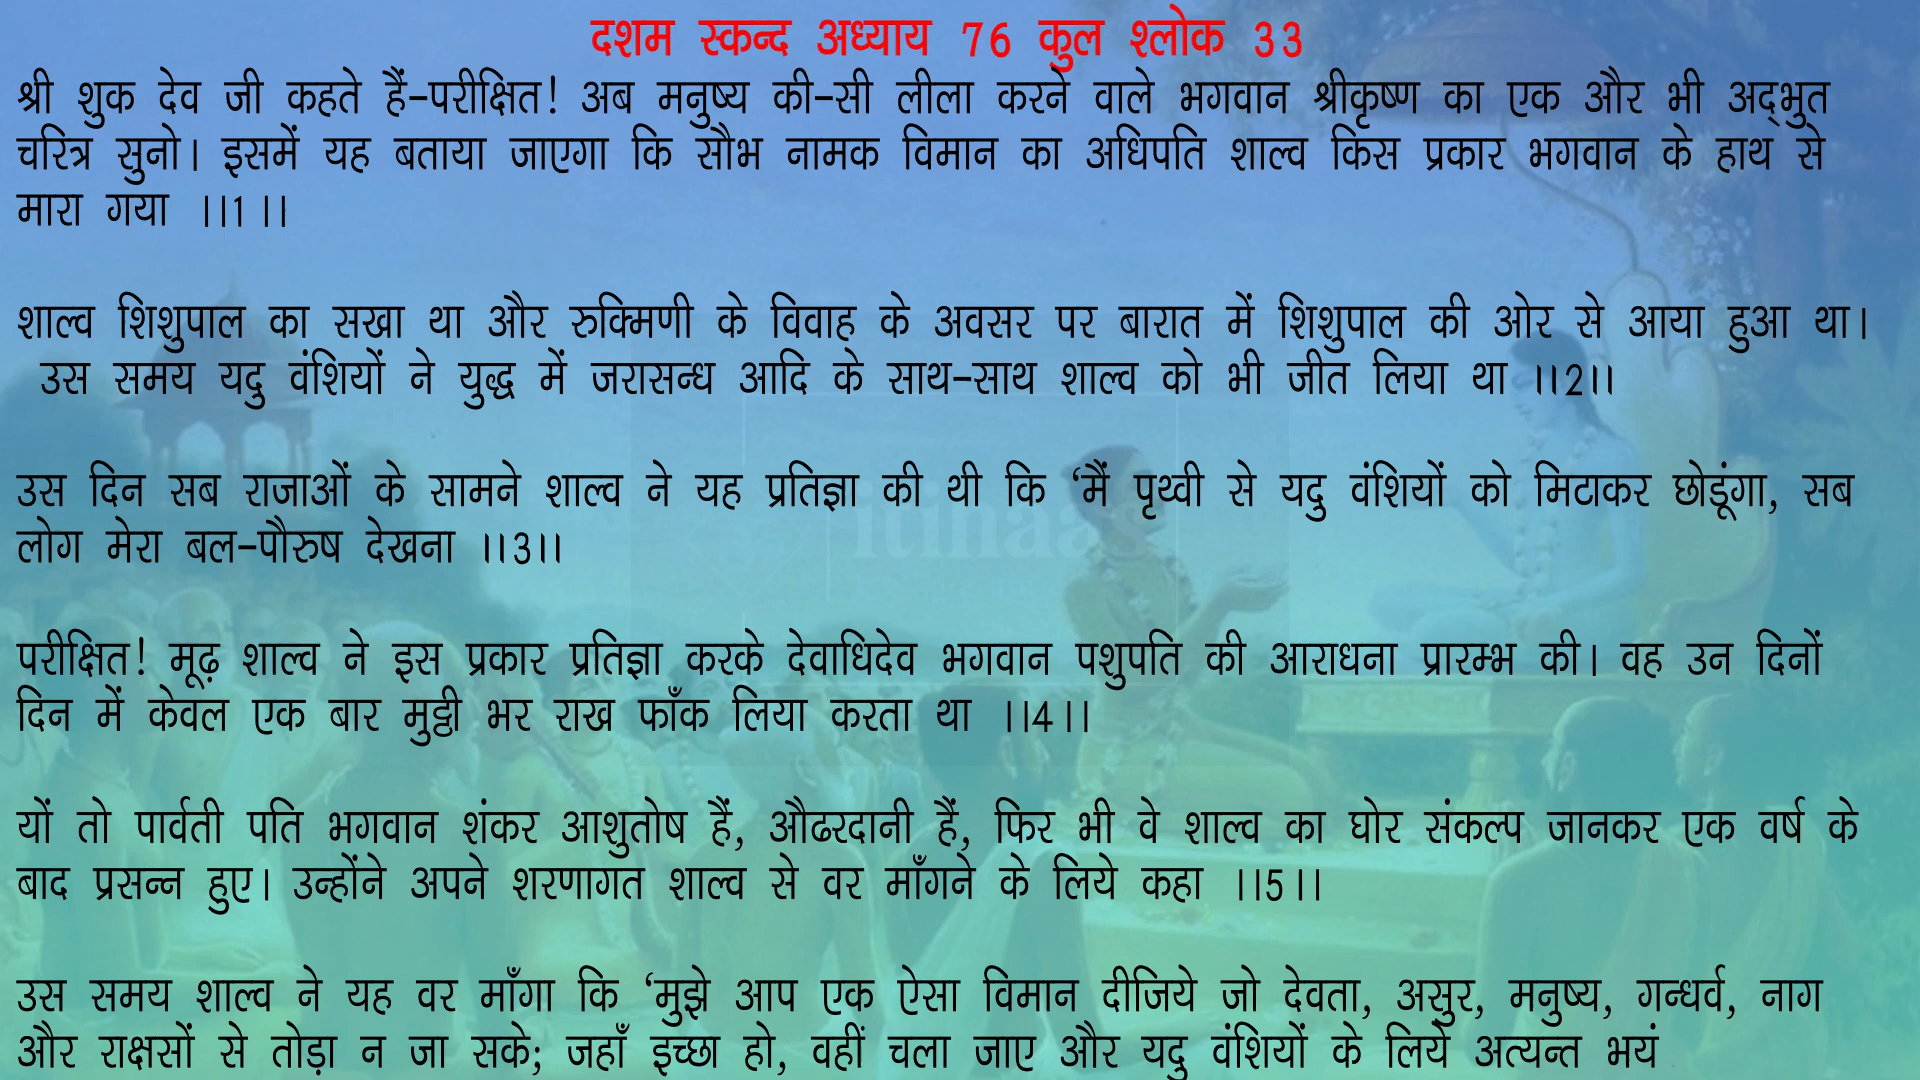 दशम स्कन्द अध्याय 76 कुल श्लोक 33
श्री शुक देव जी कहते हैं-परीक्षित! अब मनुष्य की-सी लीला करने वाले भगवान श्रीकृष्ण का एक और भी अद्‌भुत
चरित्र सुनो। इसमें यह बताया जाएगा कि सौभ नामक विमान का अधिपति शाल्व किस प्रकार भगवान के हाथ से
मारा गया ।।1।।
शाल्व शिशुपाल का सखा था और रुक्मिणी के विवाह के अवसर पर बारात में शिशुपाल की ओर से आया हुआ था।
उस समय यदु वंशियों ने युद्ध में जरासन्ध आदि के साथ-साथ शाल्व को भी जीत लिया था ।।2।।
उस दिन सब राजाओं के सामने शाल्व ने यह प्रतिज्ञा की थी कि ‘मैं पृथ्वी से यदु वंशियों को मिटाकर छोडूंगा, सब
लोग मेरा बल-पौरुष देखना ।।3।।
परीक्षित! मूढ़ शाल्व ने इस प्रकार प्रतिज्ञा करके देवाधिदेव भगवान पशुपति की आराधना प्रारम्भ की। वह उन दिनों
दिन में केवल एक बार मुट्ठी भर राख फाँक लिया करता था ।।4।।
यों तो पार्वती पति भगवान शंकर आशुतोष हैं, औढरदानी हैं, फिर भी वे शाल्व का घोर संकल्प जानकर एक वर्ष के
बाद प्रसन्न हुए। उन्होंने अपने शरणागत शाल्व से वर माँगने के लिये कहा ।।5।।
उस समय शाल्व ने यह वर माँगा कि ‘मुझे आप एक ऐसा विमान दीजिये जो देवता, असुर, मनुष्य, गन्धर्व, नाग
और राक्षसों से तोड़ा न जा सके; जहाँ इच्छा हो, वहीं चला जाए और यदु वंशियों के लिये अत्यन्त भयं
itihaas